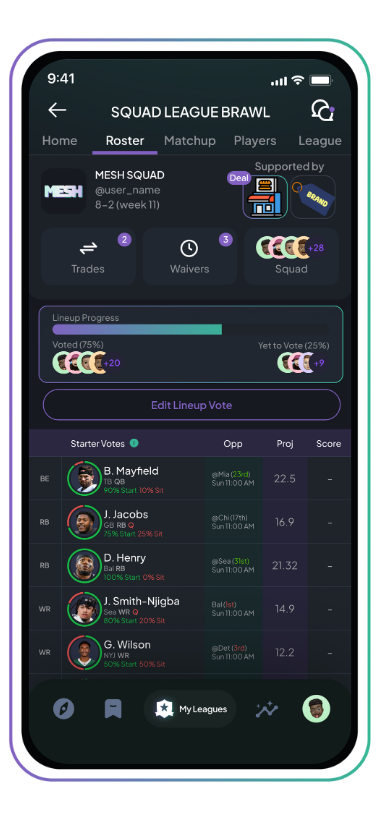 9:41
SQUAD LEAGUE BRAWL
Home Roster Matchup Players League
MESH
MESH SQUAD
@user_name
8-2 (week 11)
Supported by
Deal
BRAND
2
Trades
3
Waivers
+28
Squad
Lineup Progress
Voted (75%)
Yet to Vote (25%)
+20
+9
Edit Lineup Vote
Starter Votes Opp Proj Score
BE
B. Mayfield
TB QB
90% Start 10% Sit
@Mia (23rd)
Sun 11:00 AM
22.5
-
RB
J. Jacobs
GB RB Q
75% Start 25% Sit
@Chi (17th)
Sun 11:00 AM
16.9
-
RB
D. Henry
Bal RB
100% Start 0% Sit
@Sea (31st)
Sun 11:00 AM
21.32
-
WR
J. Smith-Njigba
Sea WR Q
80% Start 20% Sit
Bal (1st)
Sun 11:00 AM
14.9
-
WR
G. Wilson
NYJ WR
50% Start 50% Sit
@Det (3rd)
Sun 11:00 AM
12.2
-
My Leagues